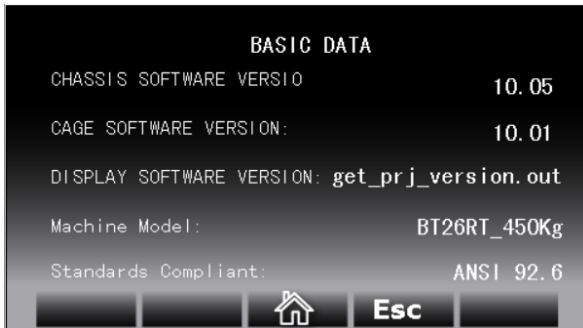 BASIC DATA
CHASSIS SOFTWARE VERSIO 10.05
CAGE SOFTWARE VERSION: 10.01
DISPLAY SOFTWARE VERSION: get_prj_version.out
Machine Model: BT26RT_450Kg
Standards Compliant: ANSI 92.6
Esc